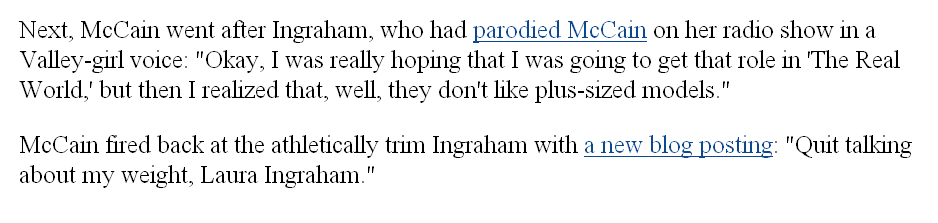 Next, McCain went after Ingraham, who had parodied McCain on her radio show in a
Valley-girl voice: "Okay, I was really hoping that I was going to get that role in 'The Real
World,' but then I realized that, well, they don't like plus-sized models."
McCain fired back at the athletically trim Ingraham with a new blog posting: "Quit talking
about my weight, Laura Ingraham."